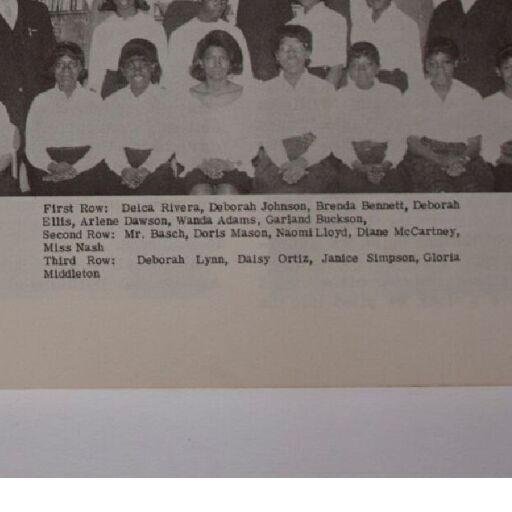 First Row: Deica Rivera, Deborah Johnson, Brenda Bennett, Deborah
Ellis, Arlene Dawson, Wanda Adams, Garland Buckson,
Second Row: Mr. Basch, Doris Mason, Naomi Lloyd, Diane McCartney,
Miss Nash
Third Row: Deborah Lynn, Daisy Ortiz, Janice Simpson, Gloria
Middleton